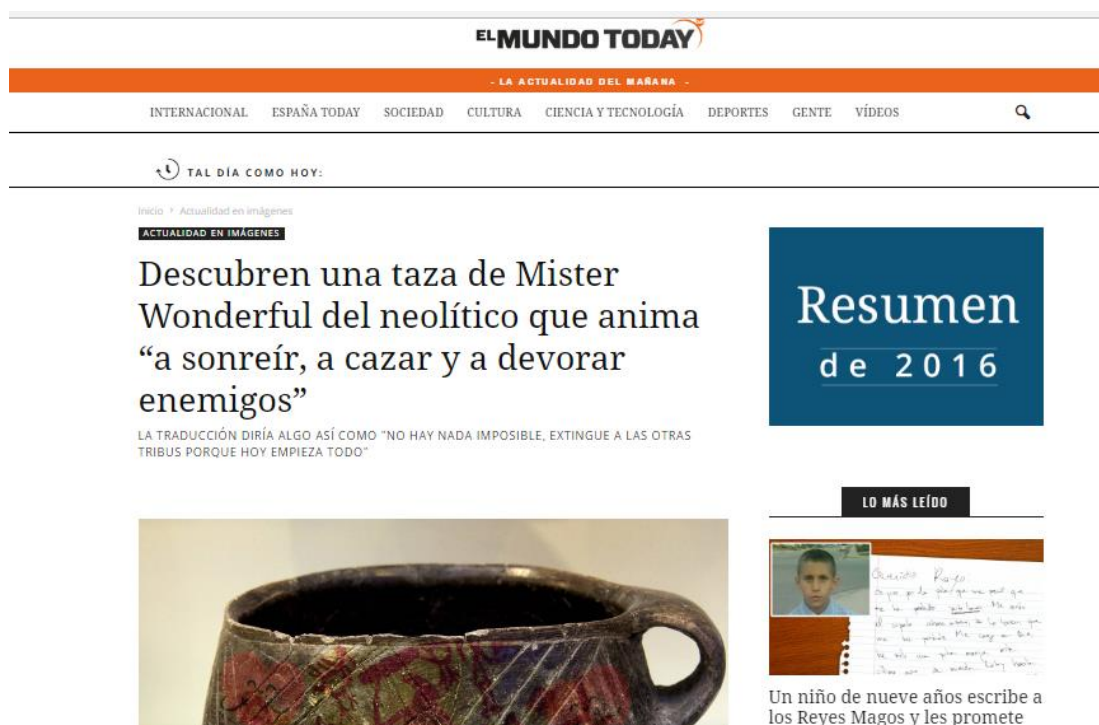 EL MUNDO TODAY
- LA ACTUALIDAD DEL MAÑANA -
INTERNACIONAL ESPAÑA TODAY SOCIEDAD CULTURA CIENCIA Y TECNOLOGÍA DEPORTES GENTE VÍDEOS
TAL DÍA COMO HOY:
Inicio › Actualidad en imágenes
ACTUALIDAD EN IMÁGENES
Descubren una taza de Mister
Wonderful del neolítico que anima
“a sonreír, a cazar y a devorar
enemigos”
LA TRADUCCIÓN DIRÍA ALGO ASÍ COMO "NO HAY NADA IMPOSIBLE, EXTINGUE A LAS OTRAS
TRIBUS PORQUE HOY EMPIEZA TODO"
Resumen
de 2016
LO MÁS LEÍDO
Un niño de nueve años escribe a
los Reyes Magos y les promete